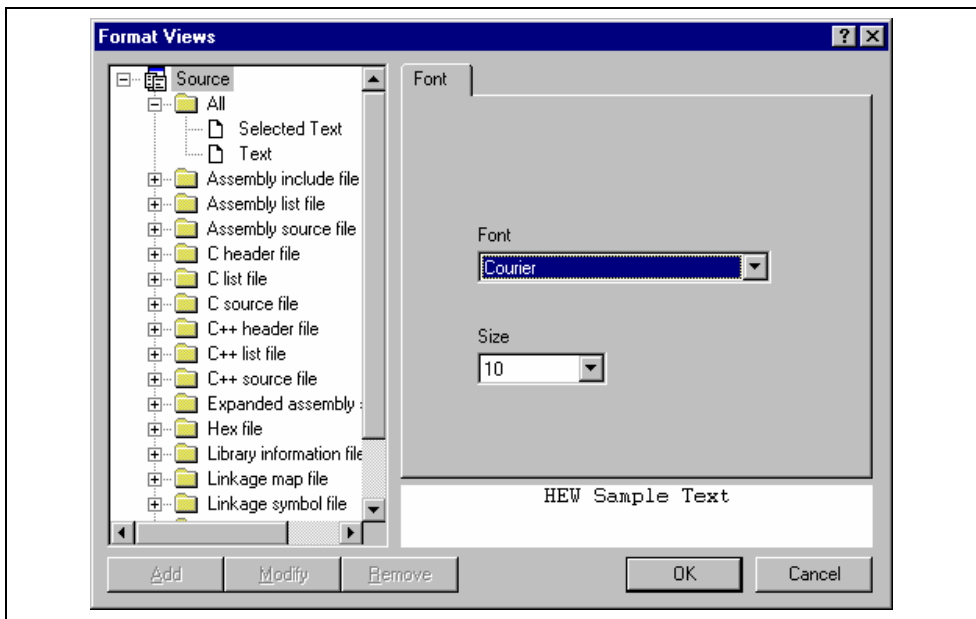 Format Views
Source
All
Selected Text
Text
Assembly include file
Assembly list file
Assembly source file
C header file
C list file
C source file
C++ header file
C++ list file
C++ source file
Expanded assembly
Hex file
Library information file
Linkage map file
Linkage symbol file
Font
Font
Courier
Size
10
HEW Sample Text
Add
Modify
Remove
OK
Cancel